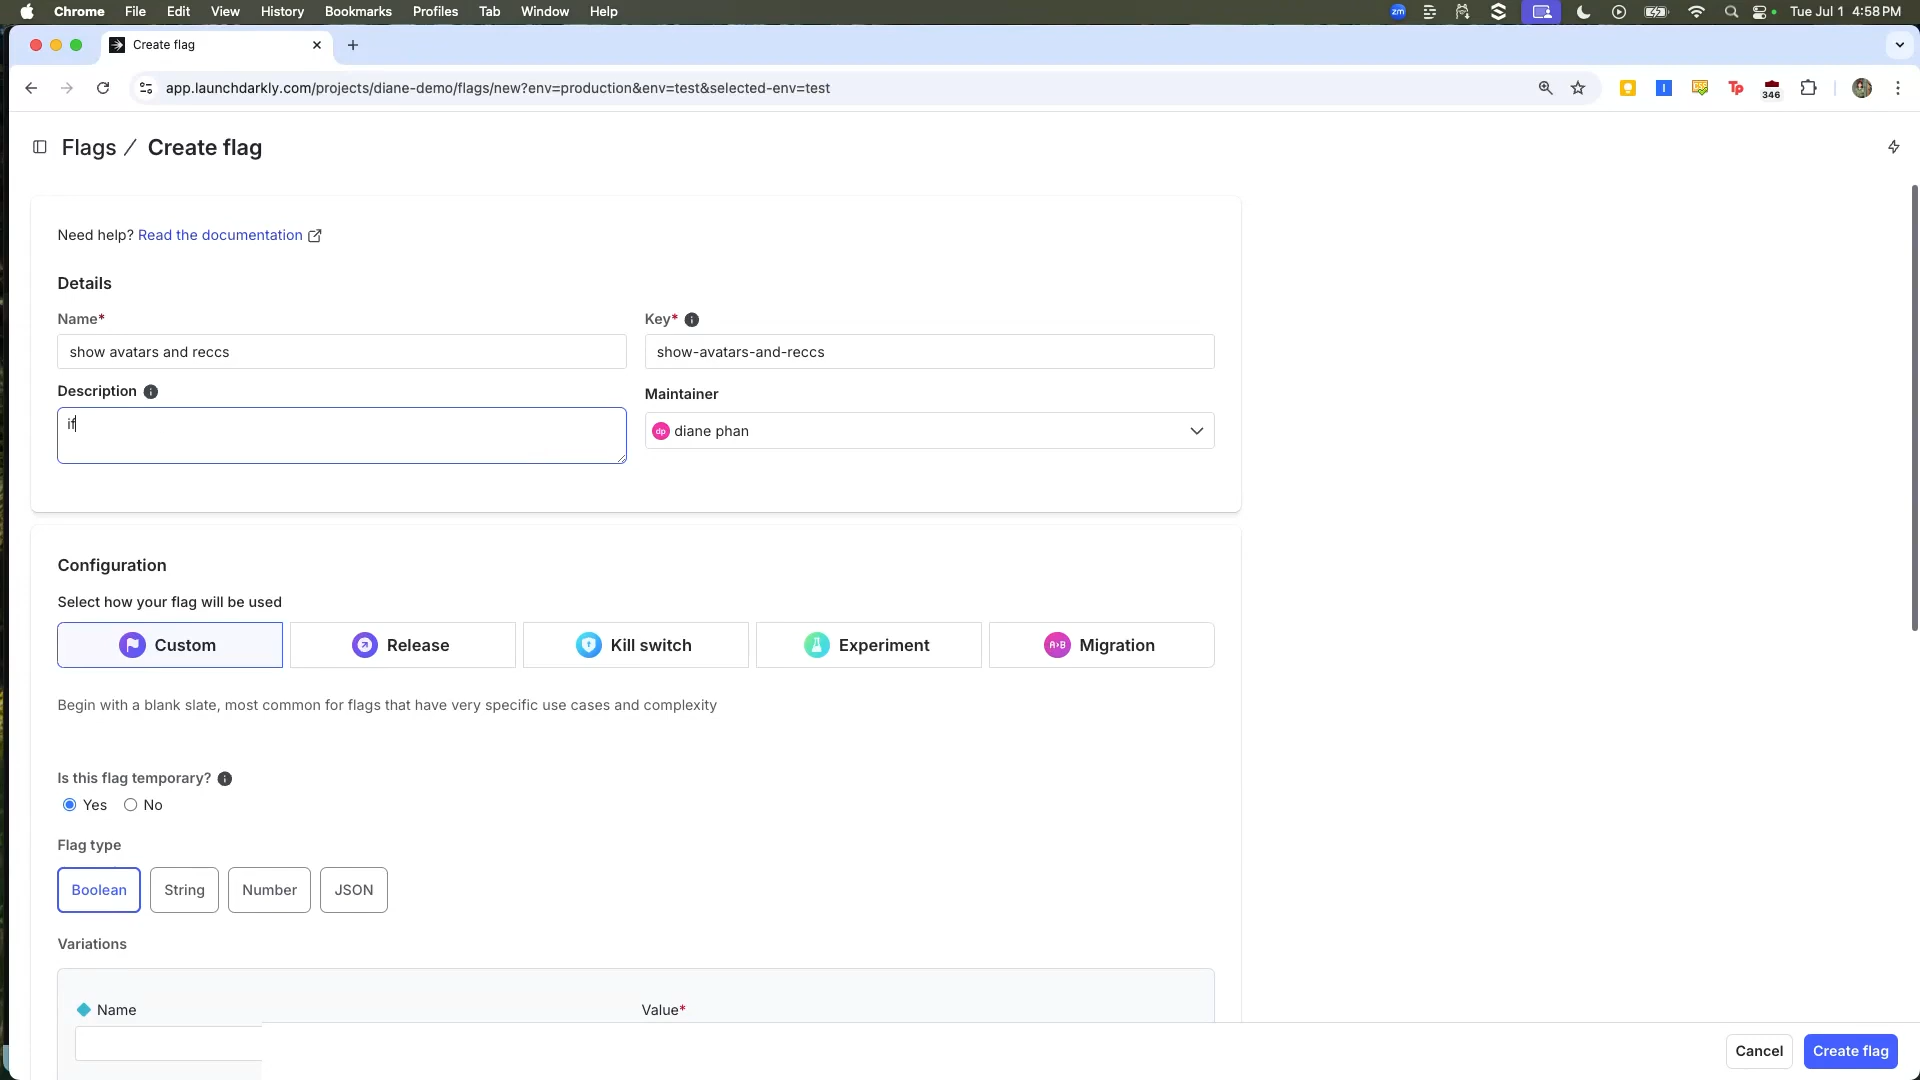 Chrome File Edit View History Bookmarks Profiles Tab Window Help zm Tue Jul 1 4:58 PM
Create flag
app.launchdarkly.com/projects/diane-demo/flags/new?env=production&env=test&selected-env=test Tp 346
Flags / Create flag
Need help? Read the documentation
Details
Name* Key*
show avatars and reccs show-avatars-and-reccs
Description Maintainer
if dp diane phan
Configuration
Select how your flag will be used
Custom Release Kill switch A›B Experiment Migration
Begin with a blank slate, most common for flags that have very specific use cases and complexity
Is this flag temporary?
Yes No
Flag type
Boolean String Number JSON
Variations
Name Value*
Cancel Create flag